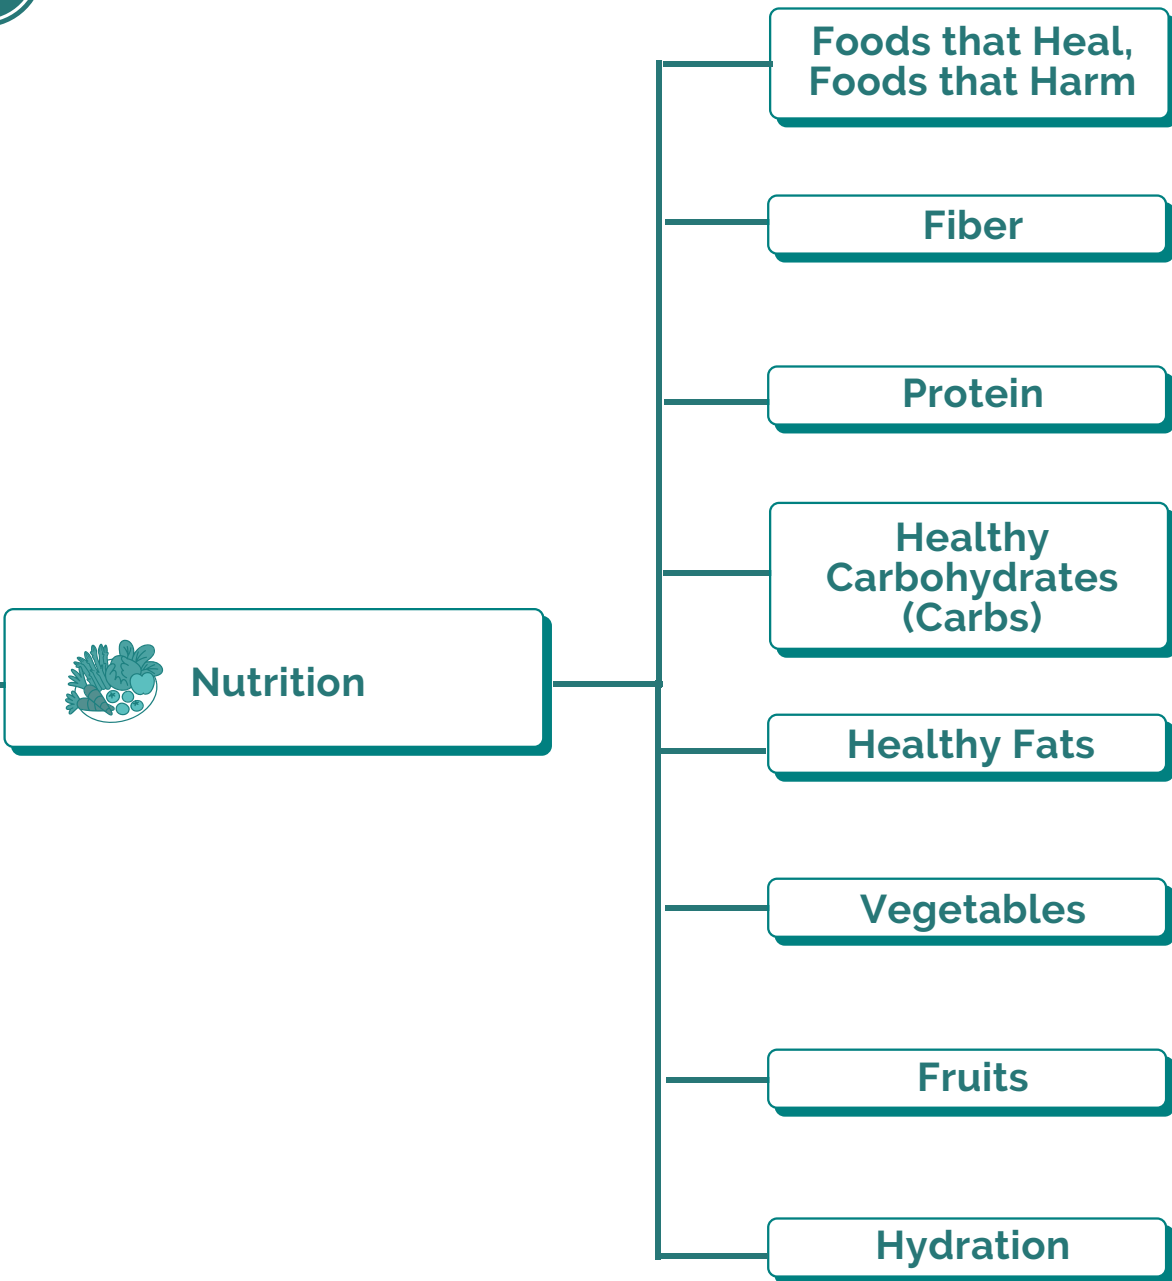 Foods that Heal,
Foods that Harm
Fiber
Protein
Healthy
Carbohydrates
(Carbs)
Nutrition
Healthy Fats
Vegetables
Fruits
Hydration